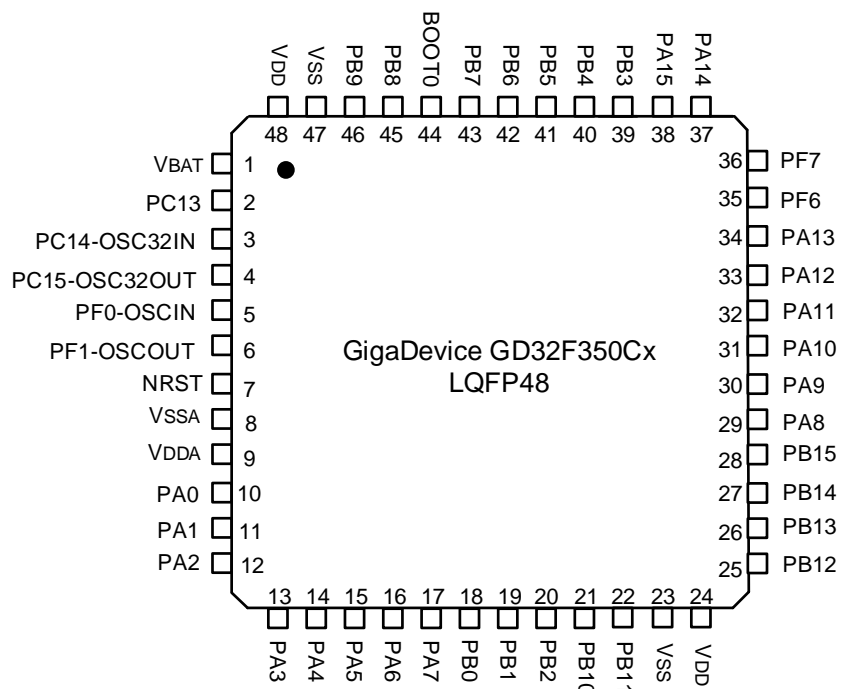 VDD
VSS
PB9
PB8
BOOT0
PB7
PB6
PB5
PB4
PB3
PA15
PA14
48 47 46 45 44 43 42 41 40 39 38 37
VBAT 1
PC13 2
PC14-OSC32IN 3
PC15-OSC32OUT 4
PF0-OSCIN 5
PF1-OSCOUT 6
NRST 7
VSSA 8
VDDA 9
PA0 10
PA1 11
PA2 12
GigaDevice GD32F350Cx
LQFP48
36 PF7
35 PF6
34 PA13
33 PA12
32 PA11
31 PA10
30 PA9
29 PA8
28 PB15
27 PB14
26 PB13
25 PB12
13 14 15 16 17 18 19 20 21 22 23 24
PA3
PA4
PA5
PA6
PA7
PB0
PB1
PB2
PB10
PB11
VSS
VDD